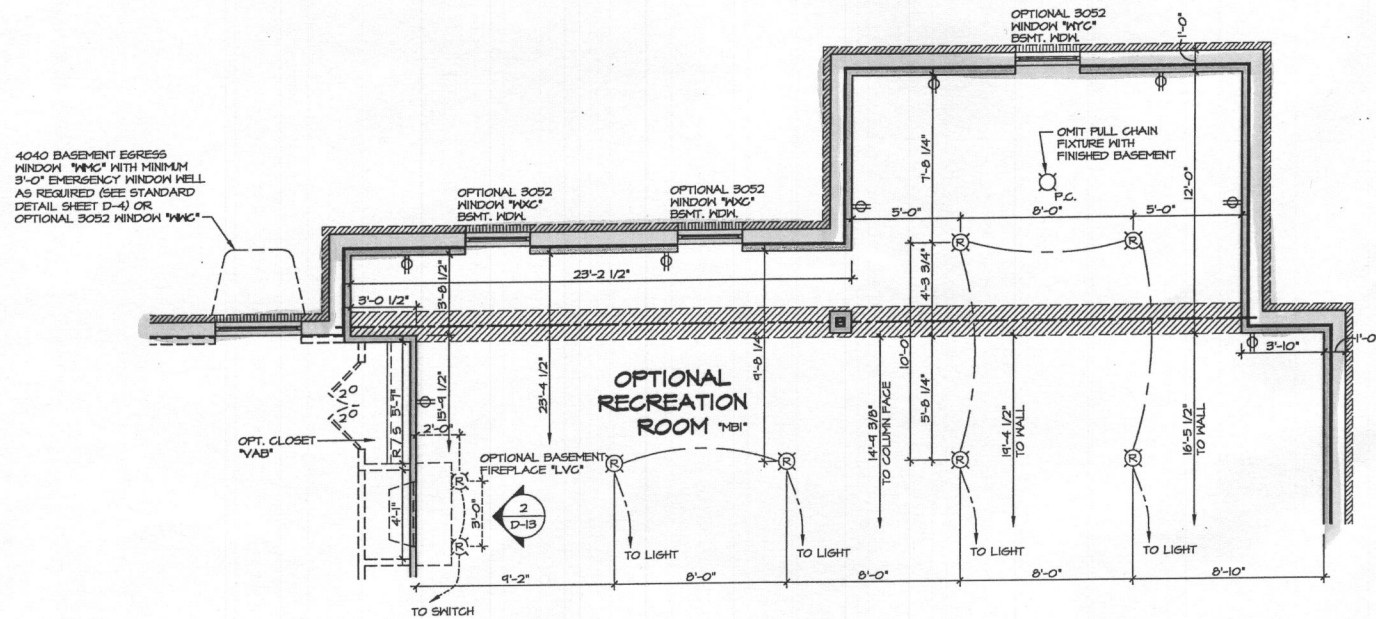 OPTIONAL 3052
WINDOW "WYC"
BSMT. WDW.
1'-0"
4040 BASEMENT EGRESS
WINDOW "WMC" WITH MINIMUM
3'-0" EMERGENCY WINDOW WELL
AS REQUIRED (SEE STANDARD
DETAIL SHEET D-4) OR
OPTIONAL 3052 WINDOW "WWC"
OPTIONAL 3052
WINDOW "WXC"
BSMT. WDW.
OPTIONAL 3052
WINDOW "WXC"
BSMT. WDW.
7'-8 1/4"
OMIT PULL CHAIN
FIXTURE WITH
FINISHED BASEMENT
P.C.
12'-0"
5'-0"
8'-0"
5'-0"
R
R
23'-2 1/2"
3'-0 1/2"
3'-8 1/2"
4'-3 3/4"
10'-0"
3'-10"
1'-0"
9'-8 1/4"
23'-4 1/2"
15'-9 1/2"
OPTIONAL
RECREATION
ROOM "MBI"
5'-8 1/4"
14'-9 3/8"
TO COLUMN FACE
19'-4 1/2"
TO WALL
16'-5 1/2"
TO WALL
2⁰
2⁰
R 7 S
5'-7"
2'-0"
OPT. CLOSET
"VAB"
OPTIONAL BASEMENT
FIREPLACE "LVC"
R
R
R
R
R
R
4'-1"
3'-0"
2
D-13
TO LIGHT
TO LIGHT
TO LIGHT
TO LIGHT
9'-2"
8'-0"
8'-0"
8'-0"
8'-10"
TO SWITCH